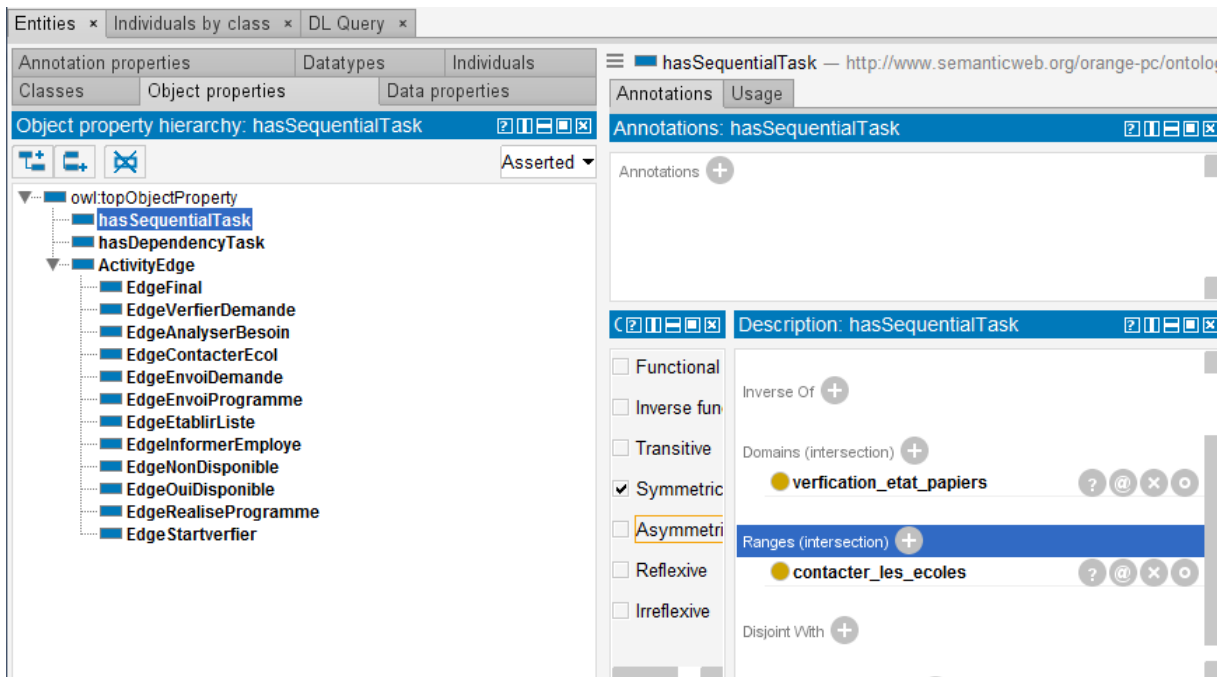 Entities × Individuals by class × DL Query ×
Annotation properties Datatypes Individuals
Classes Object properties Data properties
Object property hierarchy: hasSequentialTask
Asserted
owl:topObjectProperty
hasSequentialTask
hasDependencyTask
ActivityEdge
EdgeFinal
EdgeVerfierDemande
EdgeAnalyserBesoin
EdgeContacterEcol
EdgeEnvoiDemande
EdgeEnvoiProgramme
EdgeEtablirListe
EdgeInformerEmploye
EdgeNonDisponible
EdgeOuiDisponible
EdgeRealiseProgramme
EdgeStartverfier
hasSequentialTask — http://www.semanticweb.org/orange-pc/ontolog
Annotations Usage
Annotations: hasSequentialTask
Annotations
Functional
Inverse fun
Transitive
Symmetric
Asymmetri
Reflexive
Irreflexive
Description: hasSequentialTask
Inverse Of
Domains (intersection)
verfication_etat_papiers
Ranges (intersection)
contacter_les_ecoles
Disjoint With